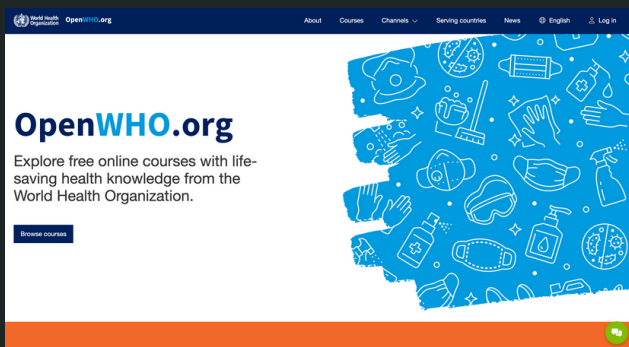 World Health Organization
OpenWHO.org
About
Courses
Channels
Serving countries
News
English
Log in
OpenWHO.org
Explore free online courses with life-
saving health knowledge from the
World Health Organization.
Browse courses